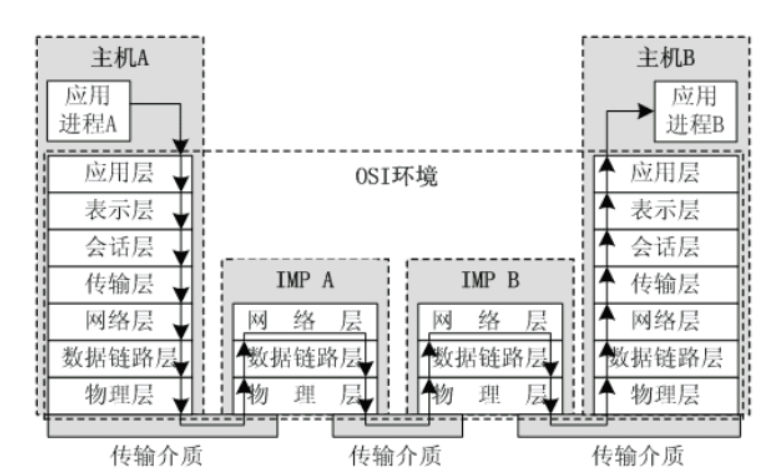 主机A
应用
进程A
应用层
表示层
会话层
传输层
网络层
数据链路层
物理层
OSI环境
IMP A
网 络 层
数据链路层
物 理 层
IMP B
网 络 层
数据链路层
物 理 层
主机B
应用
进程B
应用层
表示层
会话层
传输层
网络层
数据链路层
物理层
传输介质
传输介质
传输介质